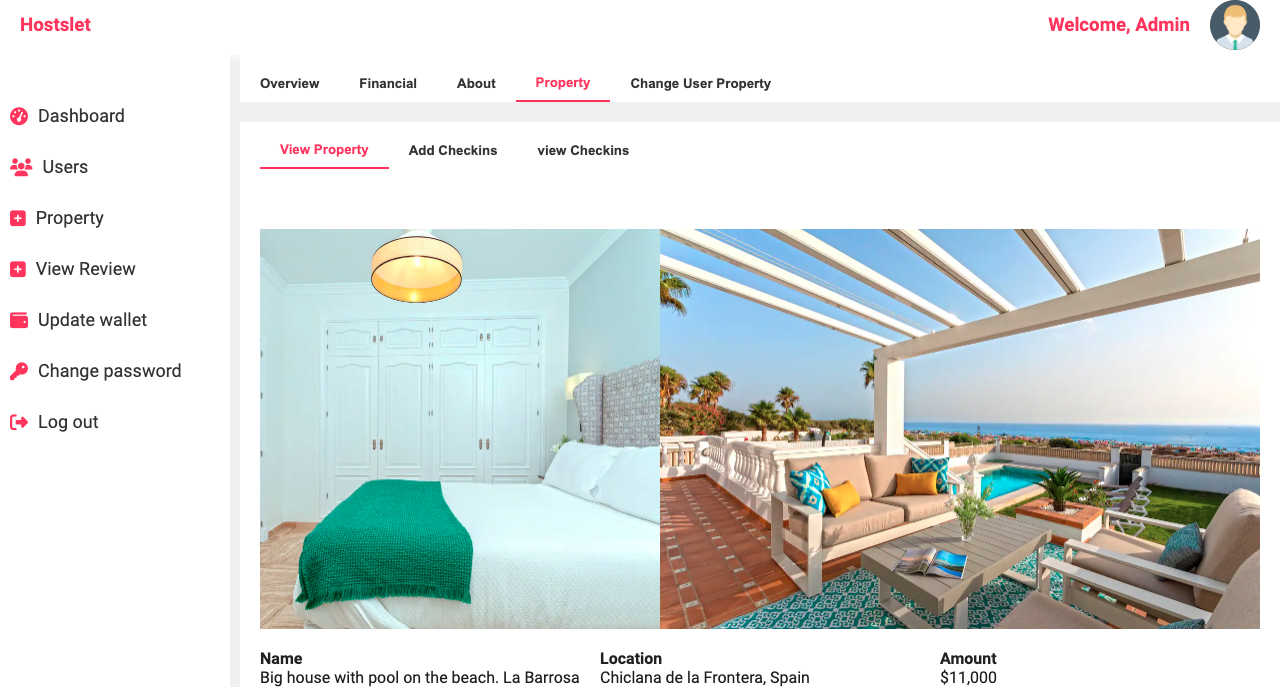 Hostslet
Welcome, Admin
Overview Financial About Property Change User Property
Dashboard
Users
Property
View Review
Update wallet
Change password
Log out
View Property Add Checkins view Checkins
Name Location Amount
Big house with pool on the beach. La Barrosa Chiclana de la Frontera, Spain $11,000